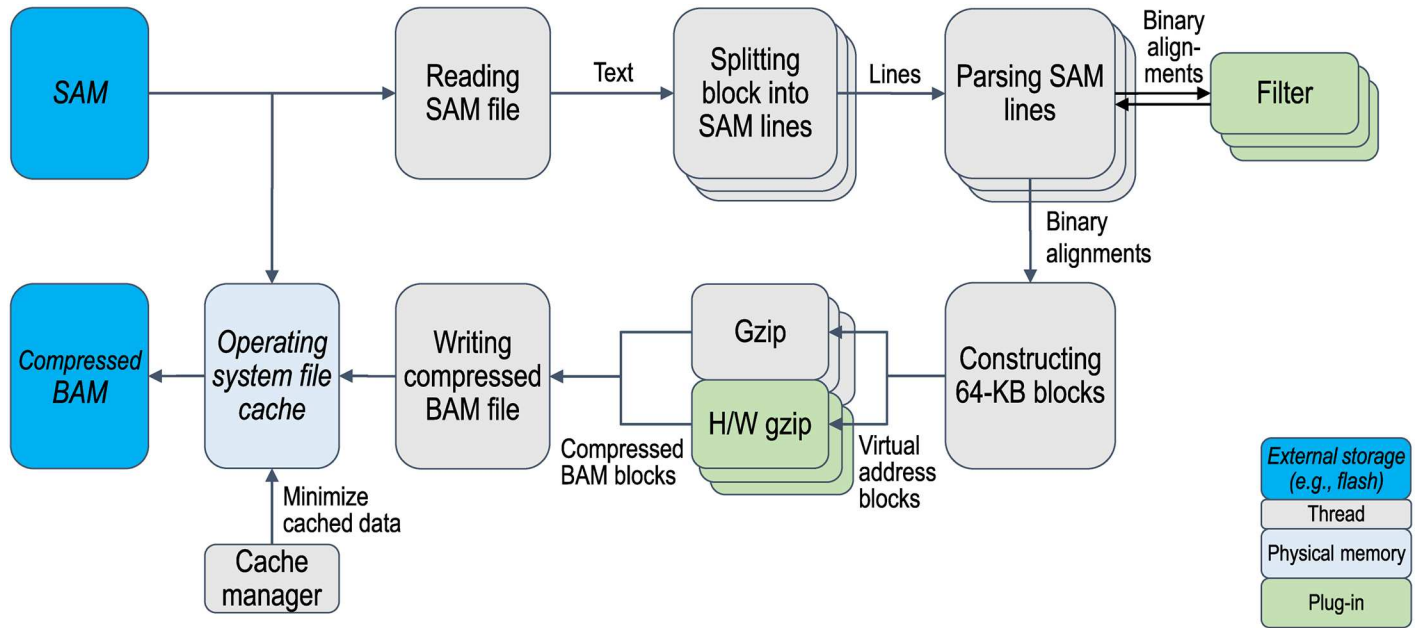 SAM
Reading
SAM file
Text
Splitting
block into
SAM lines
Lines
Parsing SAM
lines
Binary
align-
ments
Filter
Binary
alignments
Compressed
BAM
Operating
system file
cache
Writing
compressed
BAM file
Compressed
BAM blocks
Gzip
H/W gzip
Virtual
address
blocks
Constructing
64-KB blocks
Minimize
cached data
Cache
manager
External storage
(e.g., flash)
Thread
Physical memory
Plug-in